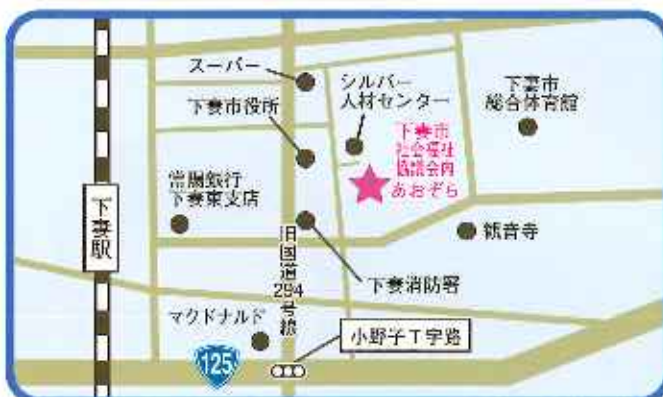 スーパー
シルバー
人材センター
下妻市
総合体育館
下妻市役所
下妻市
社会福祉
協議会内
あおぞら
常陽銀行
下妻東支店
下妻駅
観音寺
旧国道294号線
下妻消防署
マクドナルド
小野子T字路
125